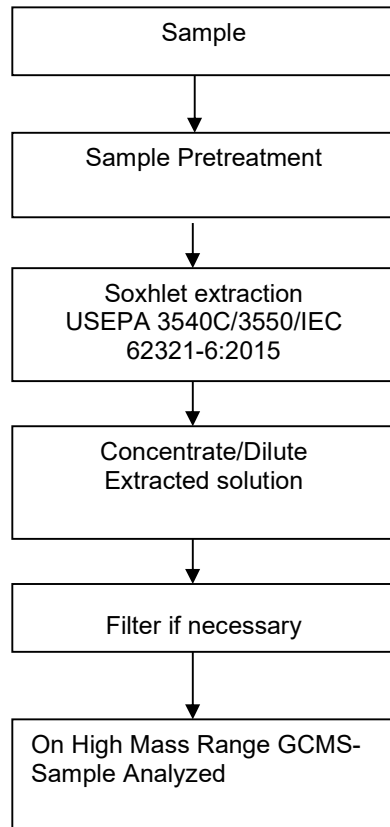 Sample
Sample Pretreatment
Soxhlet extraction
USEPA 3540C/3550/IEC
62321-6:2015
Concentrate/Dilute
Extracted solution
Filter if necessary
On High Mass Range GCMS-
Sample Analyzed